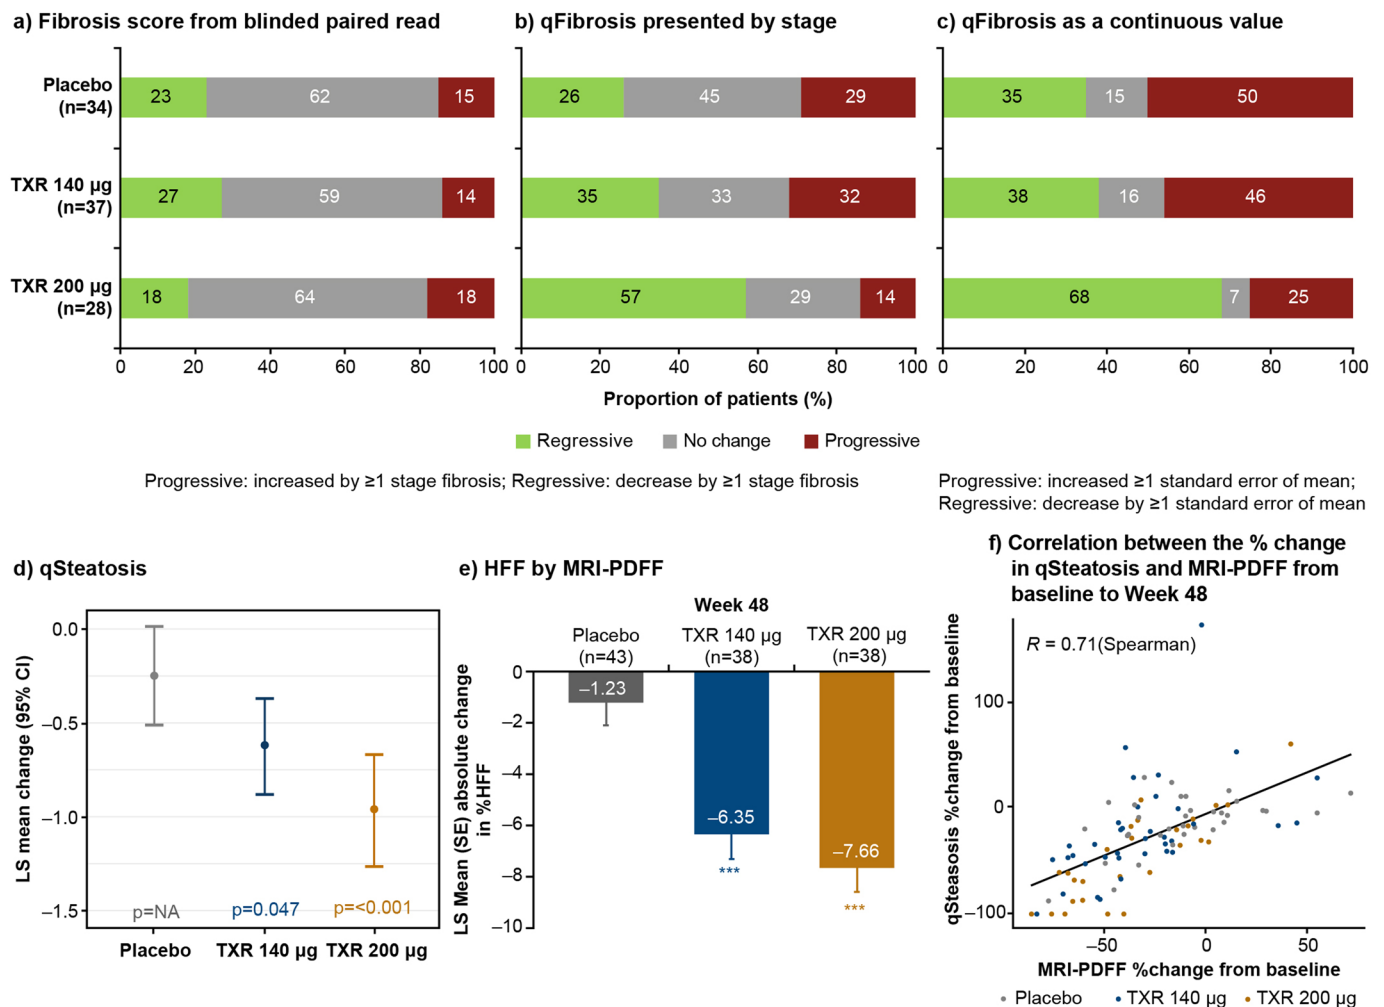 a) Fibrosis score from blinded paired read
b) qFibrosis presented by stage
c) qFibrosis as a continuous value
Placebo
(n=34)
23 62 15
26 45 29
35 15 50
TXR 140 µg
(n=37)
27 59 14
35 33 32
38 16 46
TXR 200 µg
(n=28)
18 64 18
57 29 14
68 7 25
0 20 40 60 80 100
0 20 40 60 80 100
0 20 40 60 80 100
Proportion of patients (%)
Regressive No change Progressive
Progressive: increased by ≥1 stage fibrosis; Regressive: decrease by ≥1 stage fibrosis
Progressive: increased ≥1 standard error of mean;
Regressive: decrease by ≥1 standard error of mean
d) qSteatosis
LS mean change (95% CI)
0.0
−0.5
−1.0
−1.5
p=NA p=0.047 p=<0.001
Placebo TXR 140 µg TXR 200 µg
e) HFF by MRI-PDFF
Week 48
Placebo
(n=43)
TXR 140 µg
(n=38)
TXR 200 µg
(n=38)
LS Mean (SE) absolute change
in %HFF
0
−2
−4
−6
−8
−10
−1.23
−6.35
−7.66
***
***
f) Correlation between the % change
in qSteatosis and MRI-PDFF from
baseline to Week 48
R = 0.71(Spearman)
qSteasosis %change from baseline
100
0
−100
−50 0 50
MRI-PDFF %change from baseline
Placebo TXR 140 µg TXR 200 µg